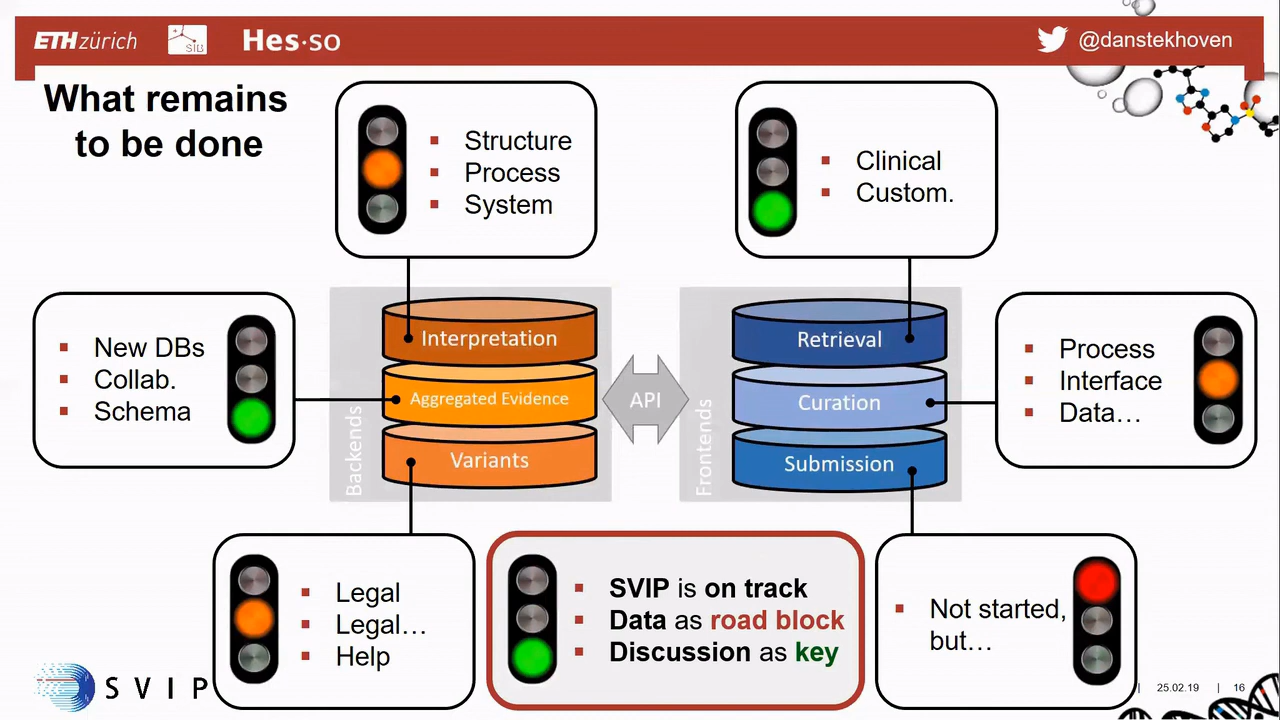 ETH zürich
SIB
Hes·so
@danstekhoven
What remains
to be done
Structure
Process
System
Clinical
Custom.
New DBs
Collab.
Schema
Interpretation
Aggregated Evidence
Variants
Backends
API
Retrieval
Curation
Submission
Frontends
Process
Interface
Data…
Legal
Legal…
Help
SVIP is on track
Data as road block
Discussion as key
Not started,
but…
SVIP
| 25.02.19 | 16